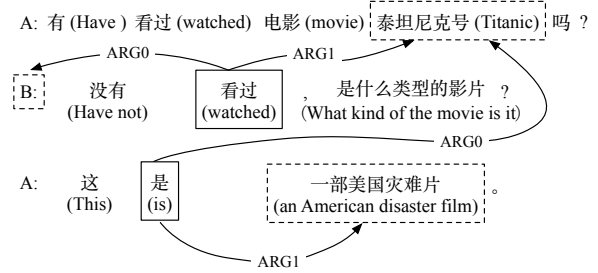 A: 有 (Have ) 看过 (watched) 电影 (movie) 泰坦尼克号 (Titanic) 吗 ?
ARG0 ARG1
B: 没有 看过 , 是什么类型的影片 ?
(Have not) (watched) (What kind of the movie is it)
ARG0
A: 这 是 一部美国灾难片 。
(This) (is) (an American disaster film)
ARG1